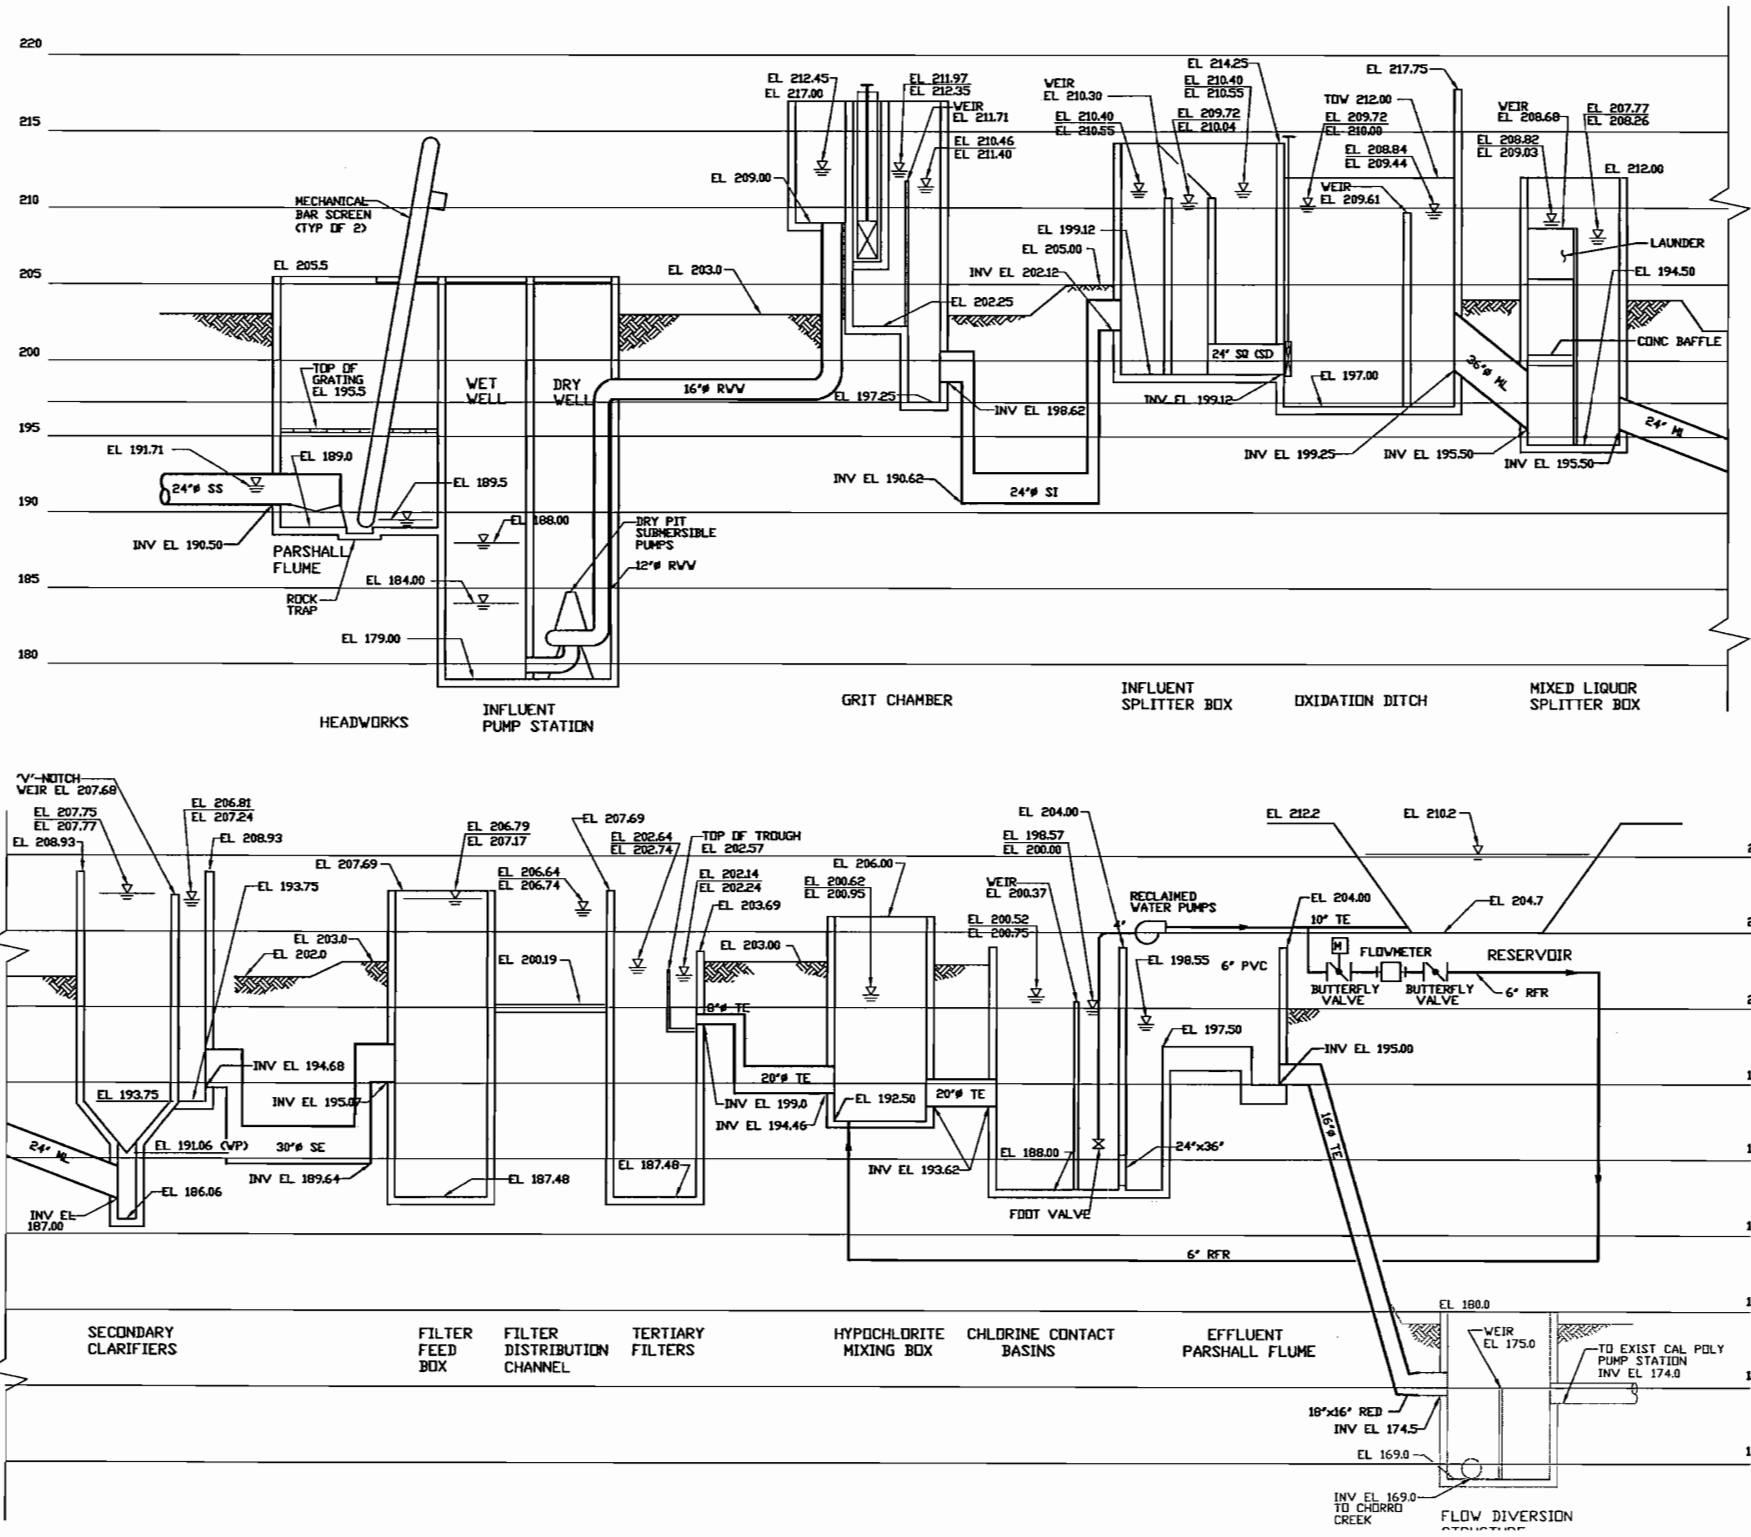 220
215
210
205
200
195
190
185
180
MECHANICAL
BAR SCREEN
(TYP OF 2)
EL 205.5
TOP OF
GRATING
EL 195.5
EL 191.71
EL 189.0
24"ø SS
INV EL 190.50
PARSHALL
FLUME
ROCK
TRAP
EL 189.5
WET
WELL
DRY
WELL
EL 188.00
EL 184.00
EL 179.00
DRY PIT
SUBMERSIBLE
PUMPS
12"ø RWW
16"ø RWW
EL 203.0
EL 209.00
EL 212.45
EL 217.00
EL 211.97
EL 212.35
WEIR
EL 211.71
EL 210.46
EL 211.40
EL 202.25
EL 197.25
INV EL 198.62
INV EL 190.62
24"ø SI
INV EL 202.12
EL 205.00
EL 199.12
WEIR
EL 210.30
EL 210.40
EL 210.55
EL 214.25
EL 210.40
EL 210.55
EL 209.72
EL 210.04
24" SQ (SD)
INV EL 199.12
TOW 212.00
EL 217.75
EL 209.72
EL 210.00
EL 208.84
EL 209.44
WEIR
EL 209.61
EL 197.00
INV EL 199.25
36"ø ML
INV EL 195.50
WEIR
EL 208.68
EL 208.82
EL 209.03
EL 207.77
EL 208.26
EL 212.00
LAUNDER
EL 194.50
CONC BAFFLE
24" ML
INV EL 195.50
HEADWORKS
INFLUENT
PUMP STATION
GRIT CHAMBER
INFLUENT
SPLITTER BOX
OXIDATION DITCH
MIXED LIQUOR
SPLITTER BOX
'V'-NOTCH
WEIR EL 207.68
EL 207.75
EL 207.77
EL 208.93
EL 206.81
EL 207.24
EL 208.93
EL 193.75
EL 193.75
EL 203.0
EL 202.0
INV EL 194.68
INV EL 195.07
EL 191.06 (WP)
30"ø SE
INV EL 189.64
24" ML
EL 186.06
INV EL
187.00
EL 207.69
EL 206.79
EL 207.17
EL 206.64
EL 206.74
EL 200.19
EL 187.48
EL 207.69
EL 202.64
EL 202.74
TOP OF TROUGH
EL 202.57
EL 202.14
EL 202.24
EL 203.69
EL 203.00
EL 187.48
8"ø TE
20"ø TE
INV EL 199.0
INV EL 194.46
EL 206.00
EL 200.62
EL 200.95
EL 192.50
20"ø TE
INV EL 193.62
EL 200.52
EL 200.75
WEIR
EL 200.37
EL 198.57
EL 200.00
EL 204.00
EL 188.00
FOOT VALVE
24"x36"
RECLAIMED
WATER PUMPS
EL 198.55
6" PVC
EL 197.50
EL 204.00
INV EL 195.00
10" TE
M
FLOWMETER
BUTTERFLY
VALVE
BUTTERFLY
VALVE
6" RFR
EL 212.2
EL 210.2
EL 204.7
RESERVOIR
6" RFR
16"ø TE
18"x16" RED
INV EL 174.5
EL 180.0
WEIR
EL 175.0
TO EXIST CAL POLY
PUMP STATION
INV EL 174.0
EL 169.0
INV EL 169.0
TO CHORRO
CREEK
SECONDARY
CLARIFIERS
FILTER
FEED
BOX
FILTER
DISTRIBUTION
CHANNEL
TERTIARY
FILTERS
HYPOCHLORITE
MIXING BOX
CHLORINE CONTACT
BASINS
EFFLUENT
PARSHALL FLUME
FLOW DIVERSION